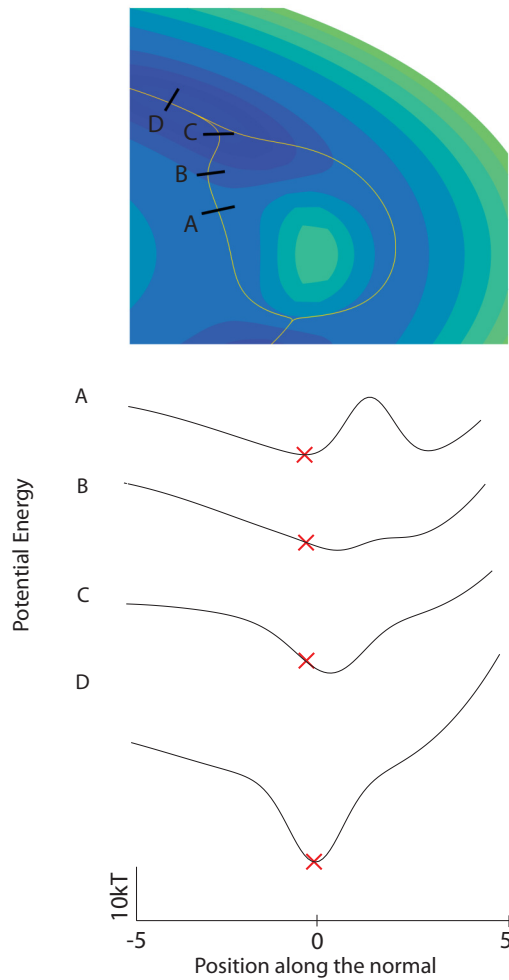 D
C
B
A
A
B
C
D
Potential Energy
10kT
-5
0
5
Position along the normal